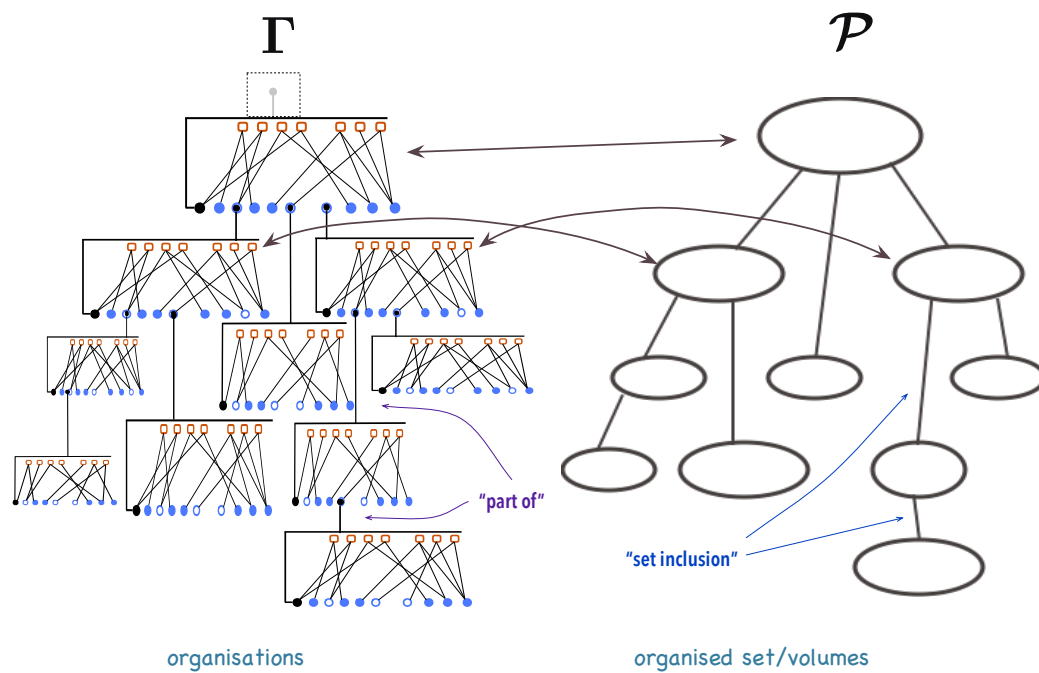 Γ
𝒫
“part of”
“set inclusion”
organisations
organised set/volumes